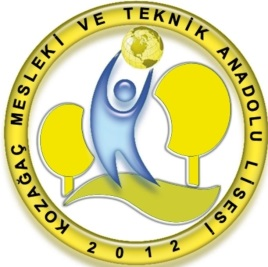 KOZAĞAÇ MESLEKİ VE TEKNİK ANADOLU LİSESİ
2012